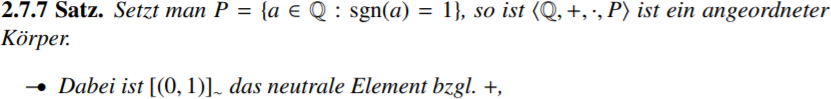 2.7.7 Satz. Setzt man P = {a ∈ ℚ : sgn(a) = 1}, so ist ⟨ℚ, +, ·, P⟩ ist ein angeordneter
Körper.
⊸● Dabei ist [(0, 1)]∼ das neutrale Element bzgl. +,